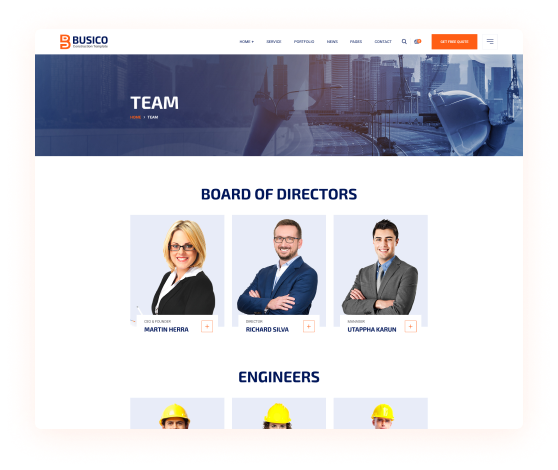 BUSICO
Construction Template
HOME
SERVICE
PORTFOLIO
NEWS
PAGES
CONTACT
GET FREE QUOTE
TEAM
HOME
TEAM
BOARD OF DIRECTORS
CEO & FOUNDER
MARTIN HERRA
+
DIRECTOR
RICHARD SILVA
+
MANAGER
UTAPPHA KARUN
+
ENGINEERS